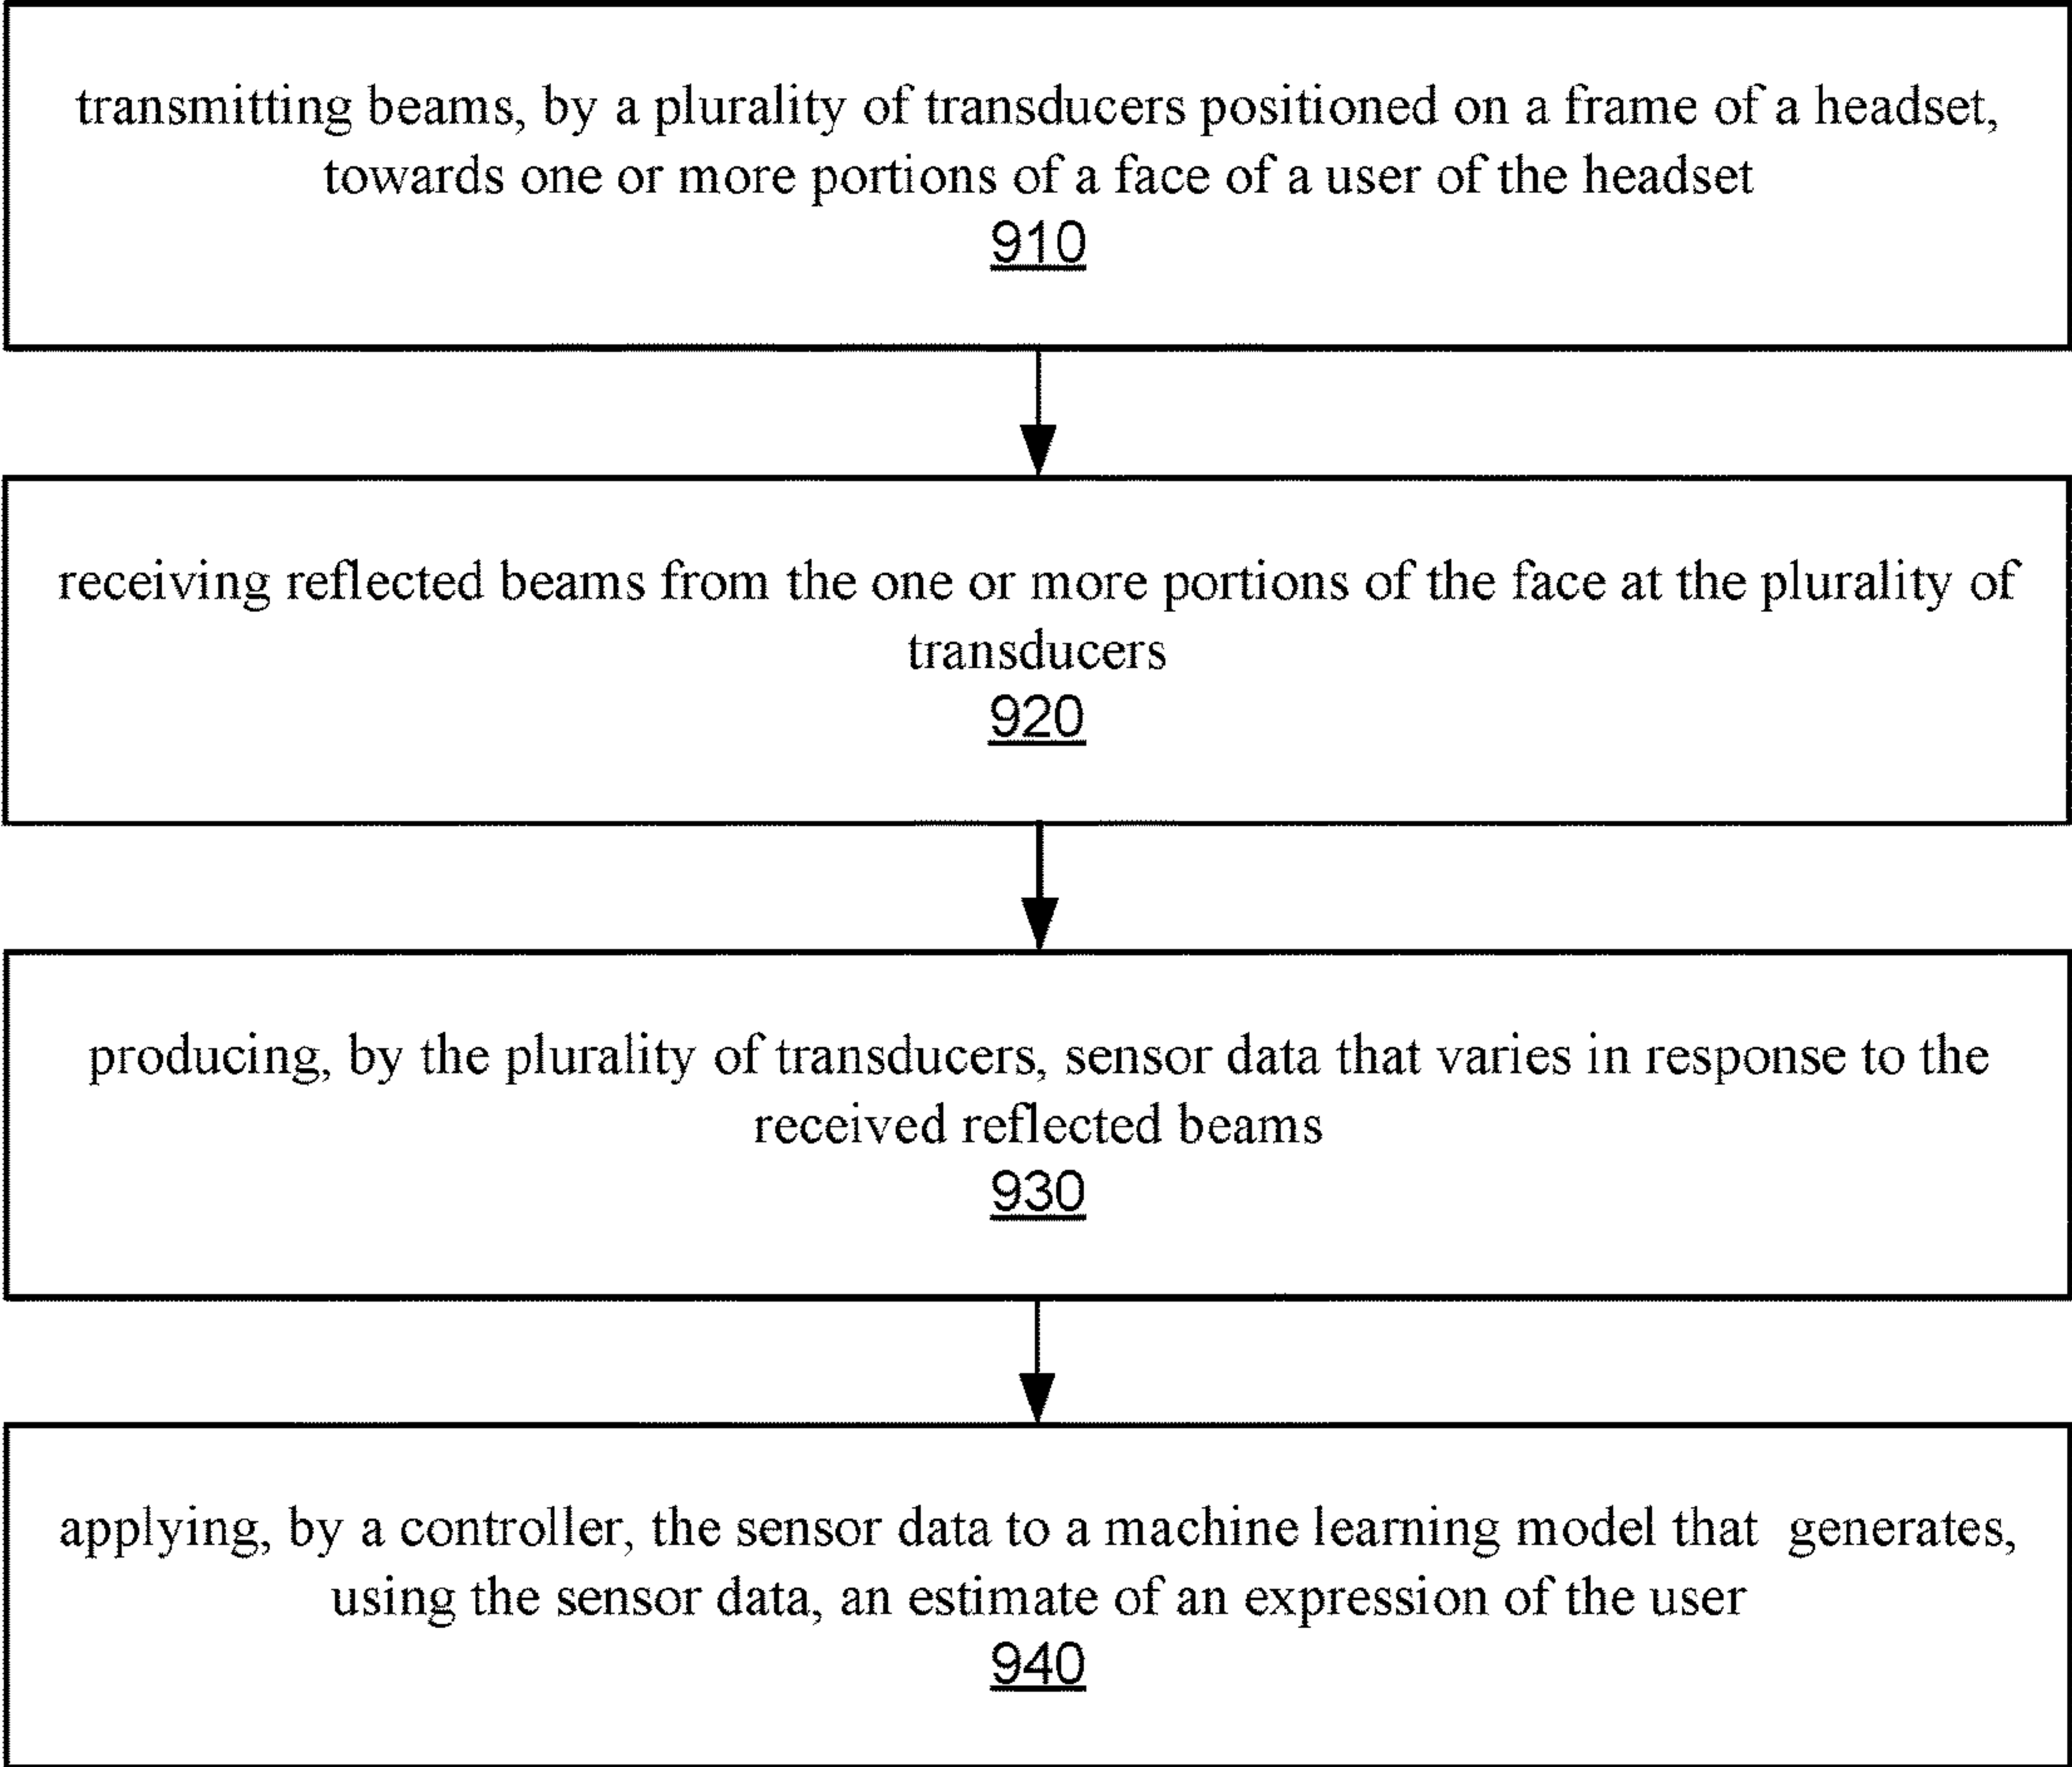 transmitting beams, by a plurality of transducers positioned on a frame of a headset,
towards one or more portions of a face of a user of the headset
910
receiving reflected beams from the one or more portions of the face at the plurality of
transducers
920
producing, by the plurality of transducers, sensor data that varies in response to the
received reflected beams
930
applying, by a controller, the sensor data to a machine learning model that generates,
using the sensor data, an estimate of an expression of the user
940